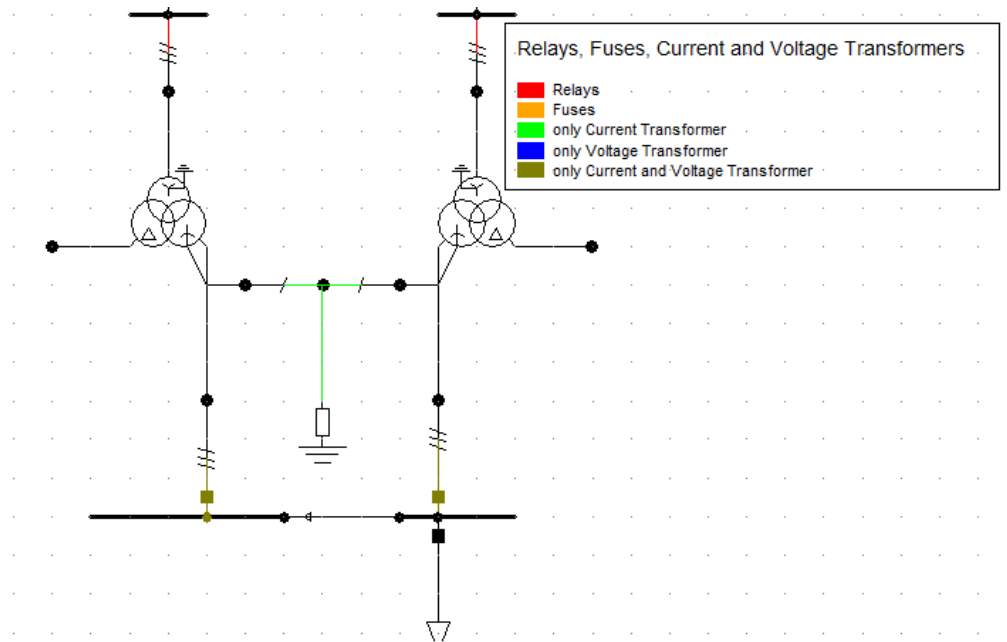 Relays, Fuses, Current and Voltage Transformers
Relays
Fuses
only Current Transformer
only Voltage Transformer
only Current and Voltage Transformer